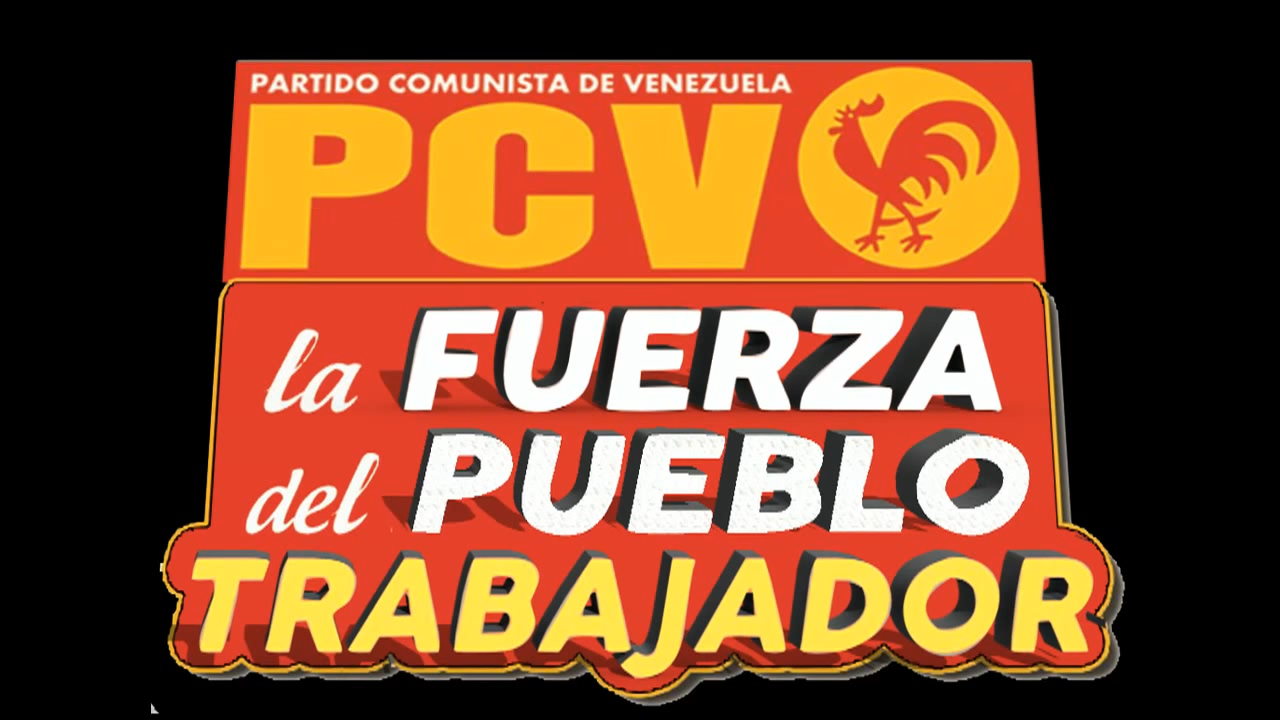 PARTIDO COMUNISTA DE VENEZUELA
PCV
la FUERZA
del PUEBLO
TRABAJADOR